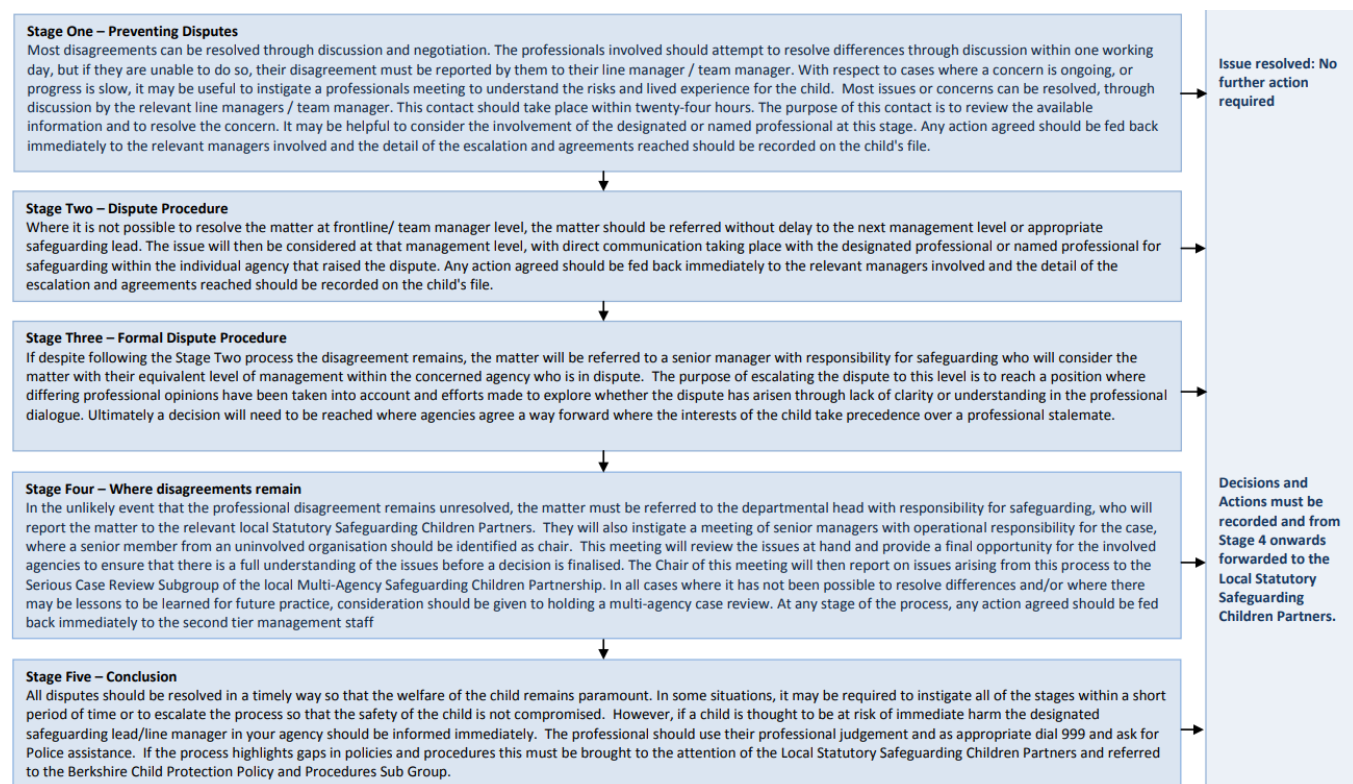 Stage One – Preventing Disputes
Most disagreements can be resolved through discussion and negotiation. The professionals involved should attempt to resolve differences through discussion within one working
day, but if they are unable to do so, their disagreement must be reported by them to their line manager / team manager. With respect to cases where a concern is ongoing, or
progress is slow, it may be useful to instigate a professionals meeting to understand the risks and lived experience for the child.  Most issues or concerns can be resolved, through
discussion by the relevant line managers / team manager. This contact should take place within twenty-four hours. The purpose of this contact is to review the available
information and to resolve the concern. It may be helpful to consider the involvement of the designated or named professional at this stage. Any action agreed should be fed back
immediately to the relevant managers involved and the detail of the escalation and agreements reached should be recorded on the child's file.
Issue resolved: No
further action
required
Stage Two – Dispute Procedure
Where it is not possible to resolve the matter at frontline/ team manager level, the matter should be referred without delay to the next management level or appropriate
safeguarding lead. The issue will then be considered at that management level, with direct communication taking place with the designated professional or named professional for
safeguarding within the individual agency that raised the dispute. Any action agreed should be fed back immediately to the relevant managers involved and the detail of the
escalation and agreements reached should be recorded on the child's file.
Stage Three – Formal Dispute Procedure
If despite following the Stage Two process the disagreement remains, the matter will be referred to a senior manager with responsibility for safeguarding who will consider the
matter with their equivalent level of management within the concerned agency who is in dispute.  The purpose of escalating the dispute to this level is to reach a position where
differing professional opinions have been taken into account and efforts made to explore whether the dispute has arisen through lack of clarity or understanding in the professional
dialogue. Ultimately a decision will need to be reached where agencies agree a way forward where the interests of the child take precedence over a professional stalemate.
Stage Four – Where disagreements remain
In the unlikely event that the professional disagreement remains unresolved, the matter must be referred to the departmental head with responsibility for safeguarding, who will
report the matter to the relevant local Statutory Safeguarding Children Partners.  They will also instigate a meeting of senior managers with operational responsibility for the case,
where a senior member from an uninvolved organisation should be identified as chair.  This meeting will review the issues at hand and provide a final opportunity for the involved
agencies to ensure that there is a full understanding of the issues before a decision is finalised. The Chair of this meeting will then report on issues arising from this process to the
Serious Case Review Subgroup of the local Multi-Agency Safeguarding Children Partnership. In all cases where it has not been possible to resolve differences and/or where there
may be lessons to be learned for future practice, consideration should be given to holding a multi-agency case review. At any stage of the process, any action agreed should be fed
back immediately to the second tier management staff
Decisions and
Actions must be
recorded and from
Stage 4 onwards
forwarded to the
Local Statutory
Safeguarding
Children Partners.
Stage Five – Conclusion
All disputes should be resolved in a timely way so that the welfare of the child remains paramount. In some situations, it may be required to instigate all of the stages within a short
period of time or to escalate the process so that the safety of the child is not compromised.  However, if a child is thought to be at risk of immediate harm the designated
safeguarding lead/line manager in your agency should be informed immediately.  The professional should use their professional judgement and as appropriate dial 999 and ask for
Police assistance.  If the process highlights gaps in policies and procedures this must be brought to the attention of the Local Statutory Safeguarding Children Partners and referred
to the Berkshire Child Protection Policy and Procedures Sub Group.